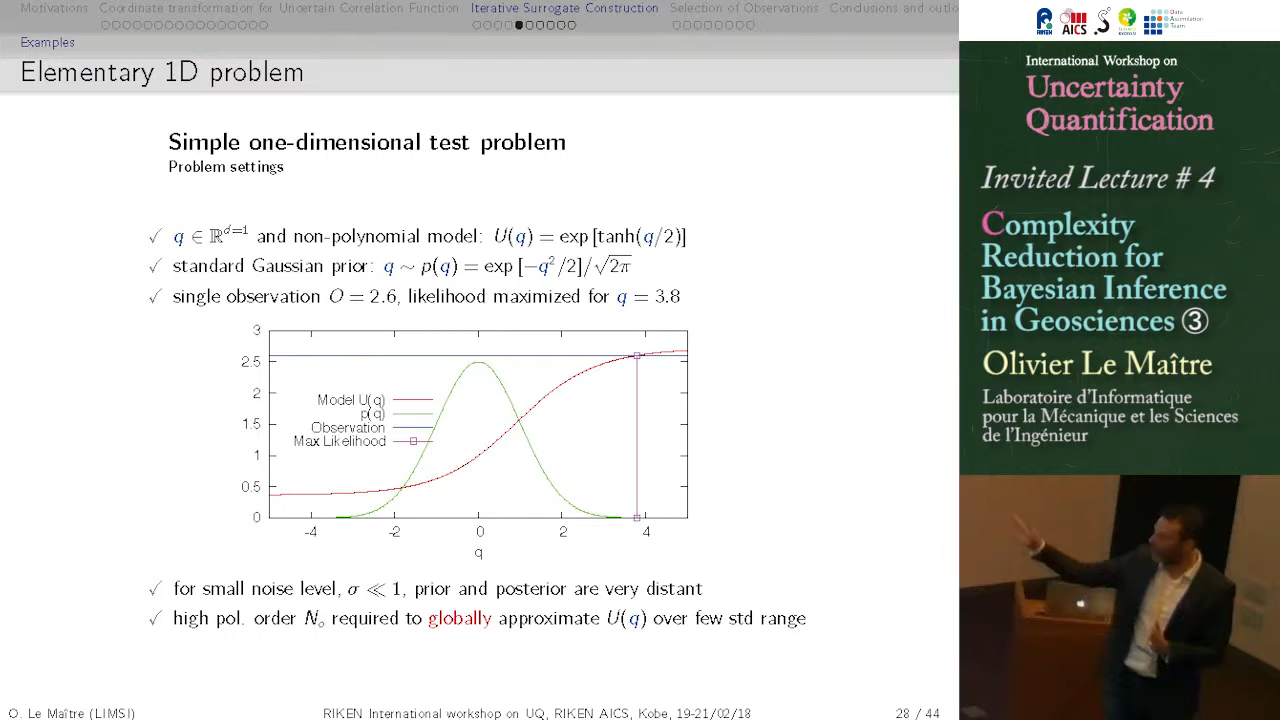 Motivations Coordinate transformation for Uncertain Correlation Fun Iterative Surrogate Construction Selection of Observations Conclusions and outlo
Examples
Elementary 1D problem
Simple one-dimensional test problem
Problem settings
✓ q ∈ ℝ^{d=1} and non-polynomial model: U(q) = exp [tanh(q/2)]
✓ standard Gaussian prior: q ∼ p(q) = exp [−q²/2]/√2π
✓ single observation O = 2.6, likelihood maximized for q = 3.8
3
2.5
2
1.5
1
0.5
0
Model U(q)
p(q)
Observation
Max Likelihood
-4 -2 0 2 4
q
✓ for small noise level, σ ≪ 1, prior and posterior are very distant
✓ high pol. order Nₒ required to globally approximate U(q) over few std range
O. Le Maître (LIMSI) RIKEN International workshop on UQ, RIKEN AICS, Kobe, 19-21/02/18 28 / 44
RIKEN
AICS
Data
Assimilation
Team
International Workshop on
Uncertainty
Quantification
Invited Lecture # 4
Complexity
Reduction for
Bayesian Inference
in Geosciences ③
Olivier Le Maître
Laboratoire d'Informatique
pour la Mécanique et les Sciences
de l'Ingénieur